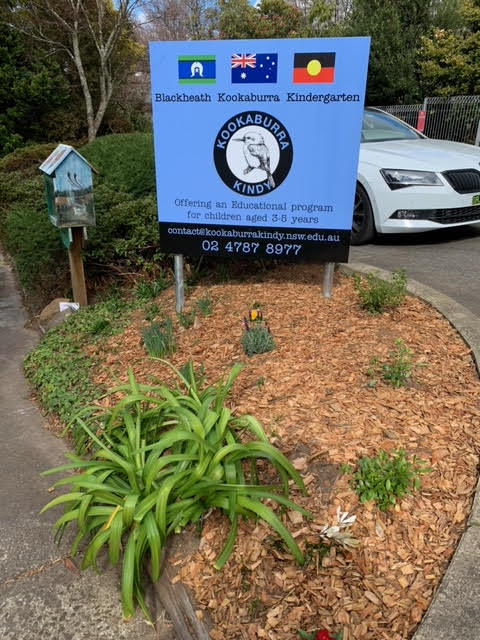 Blackheath Kookaburra Kindergarten
KOOKABURRA
KINDY
Offering an Educational program
for children aged 3-5 years
contact@kookaburrakindy.nsw.edu.au
02 4787 8977